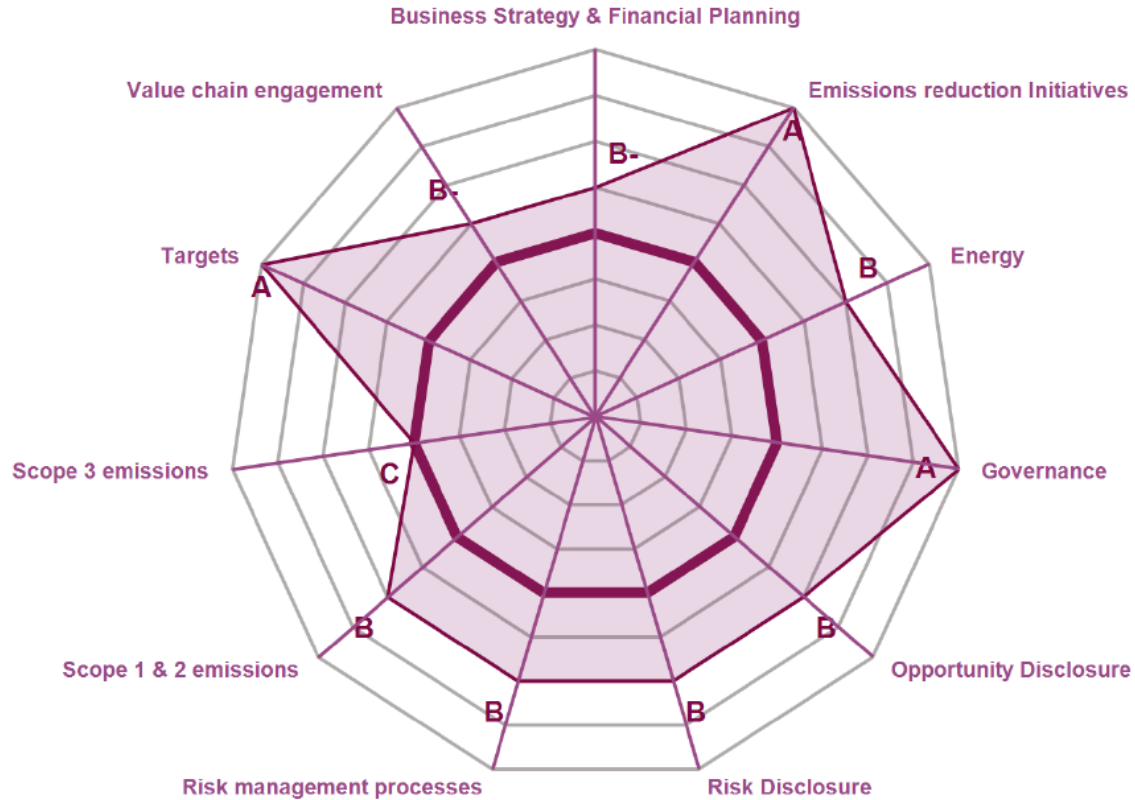 Business Strategy & Financial Planning
Value chain engagement
Emissions reduction Initiatives
A
B-
B-
Targets
B
Energy
A
Scope 3 emissions
C
A
Governance
Scope 1 & 2 emissions
B
B
Opportunity Disclosure
B
B
Risk management processes
Risk Disclosure